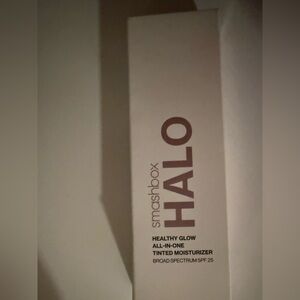 smashbox
HALO
HEALTHY GLOW
ALL-IN-ONE
TINTED MOISTURIZER
BROAD SPECTRUM SPF 25